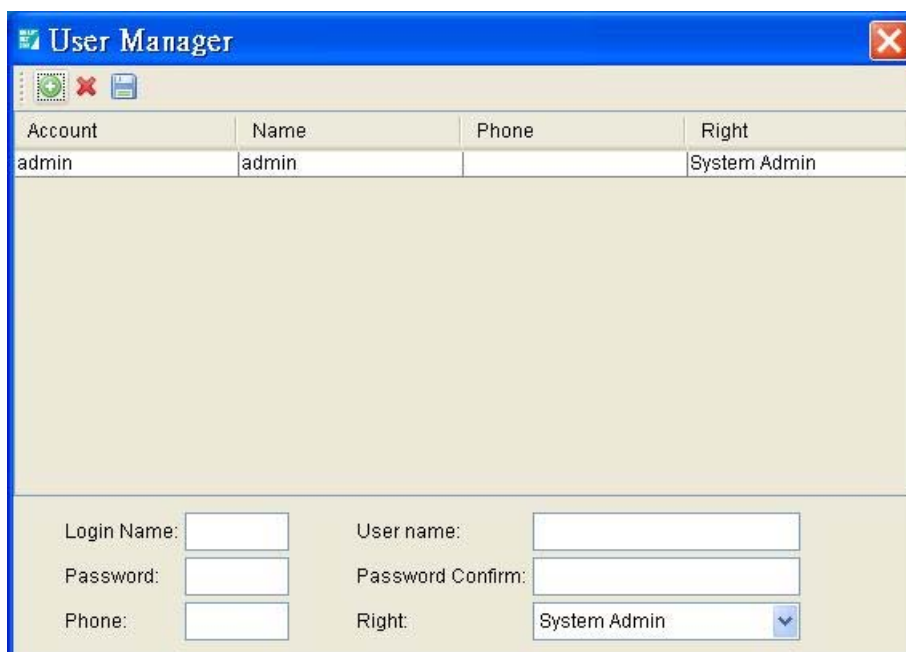 User Manager
Account Name Phone Right
admin admin System Admin
Login Name: User name:
Password: Password Confirm:
Phone: Right: System Admin